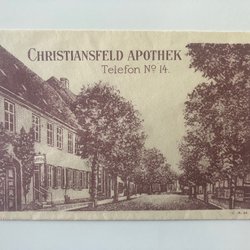 CHRISTIANSFELD APOTHEK
Telefon Nº 14.